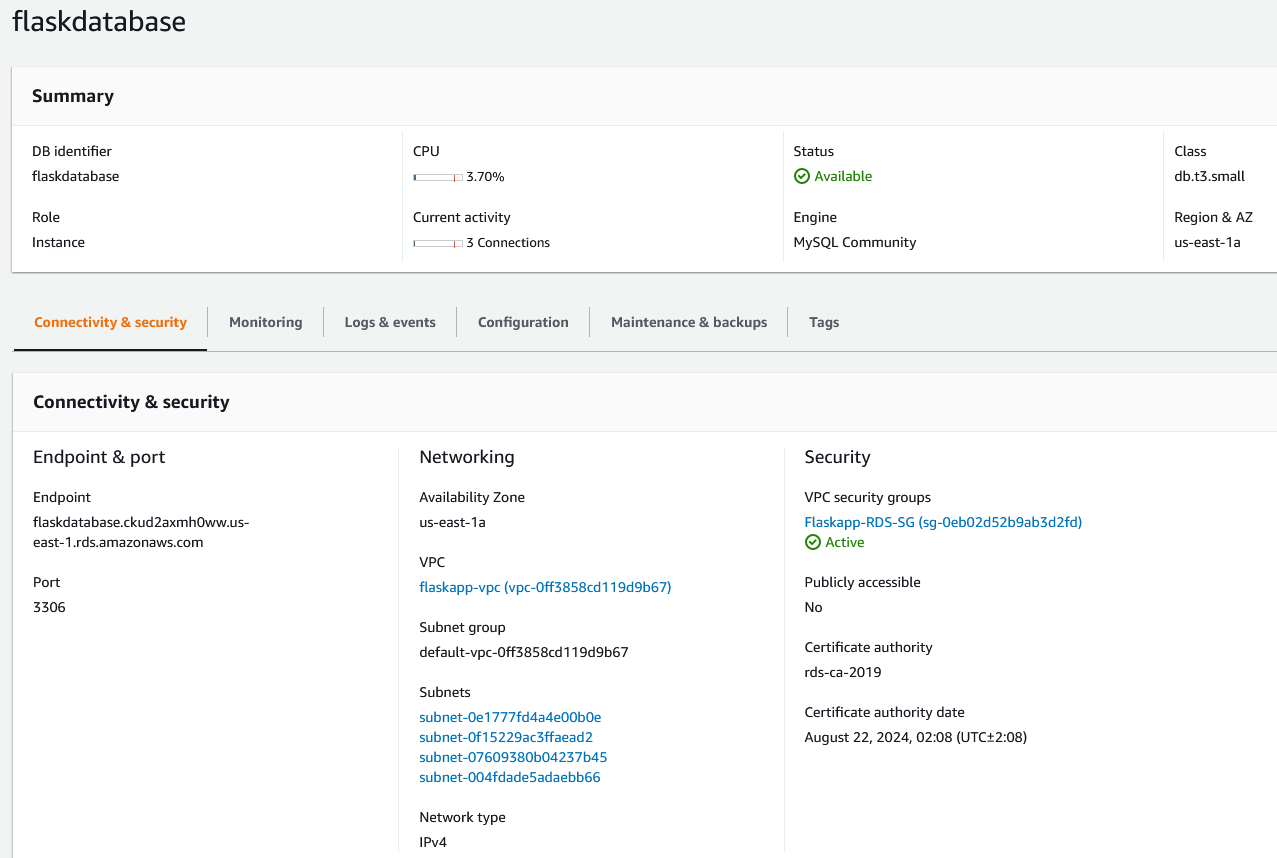 flaskdatabase
Summary
DB identifier
flaskdatabase
CPU
3.70%
Status
Available
Class
db.t3.small
Role
Instance
Current activity
3 Connections
Engine
MySQL Community
Region & AZ
us-east-1a
Connectivity & security
Monitoring
Logs & events
Configuration
Maintenance & backups
Tags
Connectivity & security
Endpoint & port
Endpoint
flaskdatabase.ckud2axmh0ww.us-
east-1.rds.amazonaws.com
Port
3306
Networking
Availability Zone
us-east-1a
VPC
flaskapp-vpc (vpc-0ff3858cd119d9b67)
Subnet group
default-vpc-0ff3858cd119d9b67
Subnets
subnet-0e1777fd4a4e00b0e
subnet-0f15229ac3ffaead2
subnet-07609380b04237b45
subnet-004fdade5adaebb66
Network type
IPv4
Security
VPC security groups
Flaskapp-RDS-SG (sg-0eb02d52b9ab3d2fd)
Active
Publicly accessible
No
Certificate authority
rds-ca-2019
Certificate authority date
August 22, 2024, 02:08 (UTC±2:08)